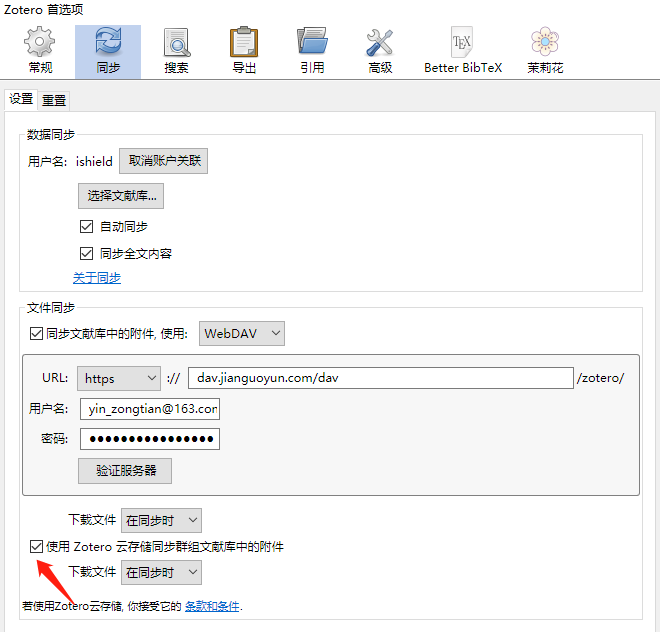 Zotero 首选项
常规 同步 搜索 导出 引用 高级 Better BibTeX 茉莉花
设置 重置
数据同步
用户名: ishield 取消账户关联
选择文献库...
自动同步
同步全文内容
关于同步
文件同步
同步文献库中的附件, 使用: WebDAV
URL: https :// dav.jianguoyun.com/dav /zotero/
用户名: yin_zongtian@163.con
密码: ●●●●●●●●●●●●●●●●
验证服务器
下载文件 在同步时
使用 Zotero 云存储同步群组文献库中的附件
下载文件 在同步时
若使用Zotero云存储, 你接受它的 条款和条件.